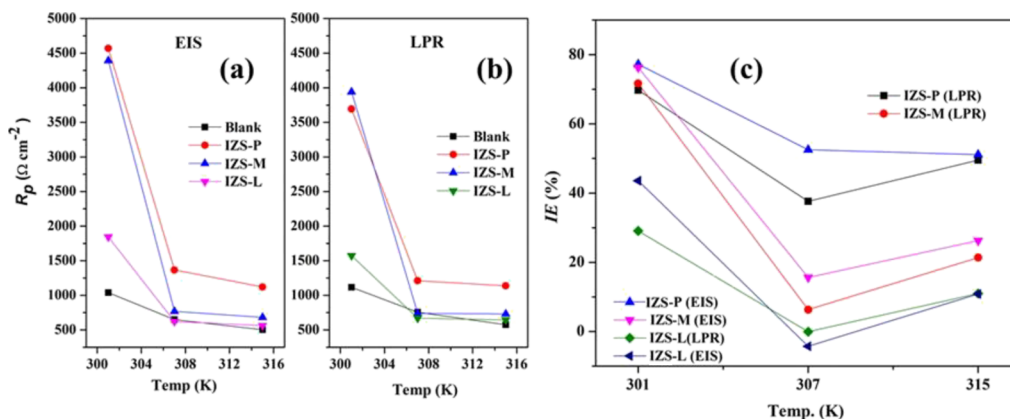 EIS
(a)
Blank
IZS-P
IZS-M
IZS-L
5000
4500
4000
3500
3000
2500
2000
1500
1000
500
Rp (Ω cm-2)
300 304 308 312 316
Temp (K)
LPR
(b)
Blank
IZS-P
IZS-M
IZS-L
5000
4500
4000
3500
3000
2500
2000
1500
1000
500
300 304 308 312 316
Temp (K)
(c)
IZS-P (LPR)
IZS-M (LPR)
IZS-P (EIS)
IZS-M (EIS)
IZS-L(LPR)
IZS-L (EIS)
80
60
40
20
0
IE (%)
301 307 315
Temp. (K)